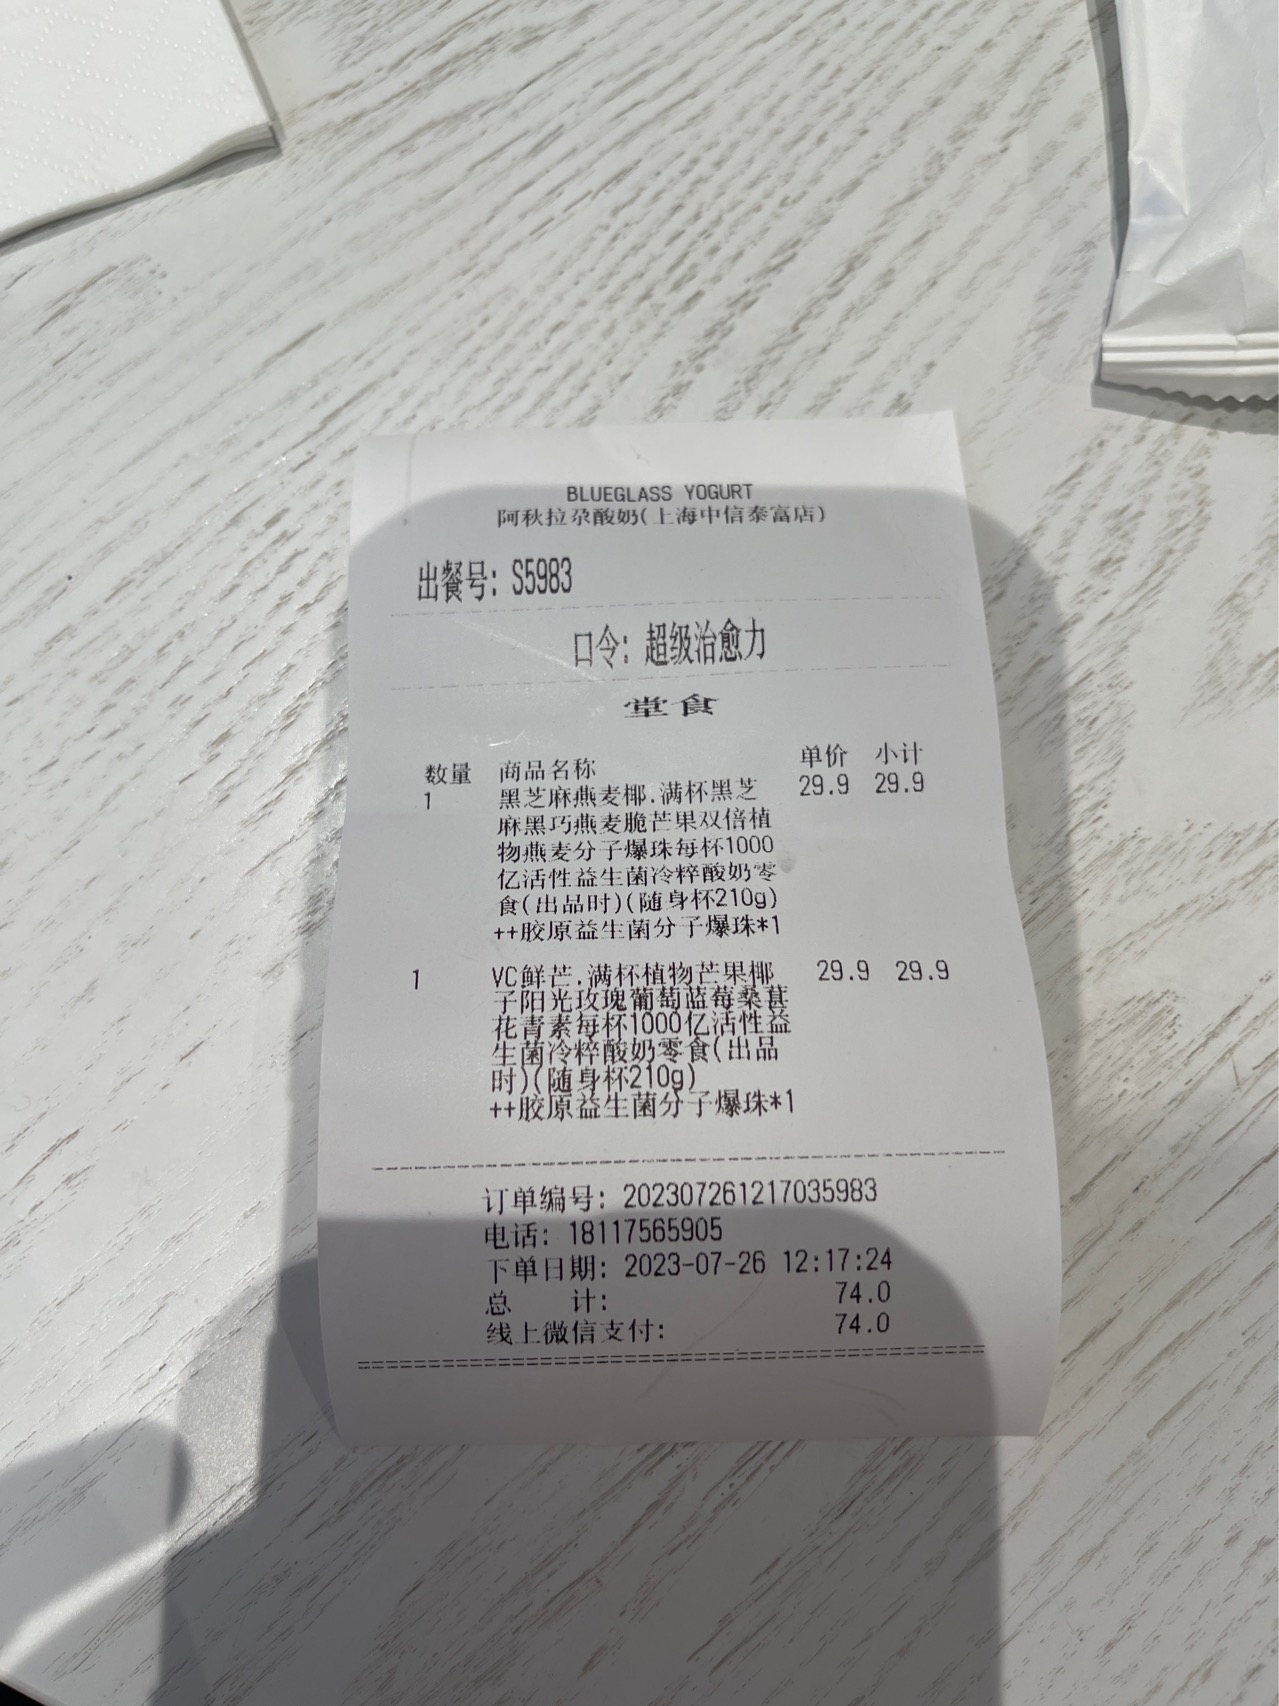 BLUEGLASS YOGURT
阿秋拉尕酸奶(上海中信泰富店)
出餐号: S5983
口令: 超级治愈力
堂食
数量 商品名称 单价 小计
1 黑芝麻燕麦椰.满杯黑芝 29.9 29.9
麻黑巧燕麦脆芒果双倍植
物燕麦分子爆珠每杯1000
亿活性益生菌冷粹酸奶零
食(出品时)(随身杯210g)
++胶原益生菌分子爆珠*1
1 VC鲜芒.满杯植物芒果椰 29.9 29.9
子阳光玫瑰葡萄蓝莓桑葚
花青素每杯1000亿活性益
生菌冷粹酸奶零食(出品
时)(随身杯210g)
++胶原益生菌分子爆珠*1
订单编号: 202307261217035983
电话: 18117565905
下单日期: 2023-07-26 12:17:24
总 计: 74.0
线上微信支付: 74.0